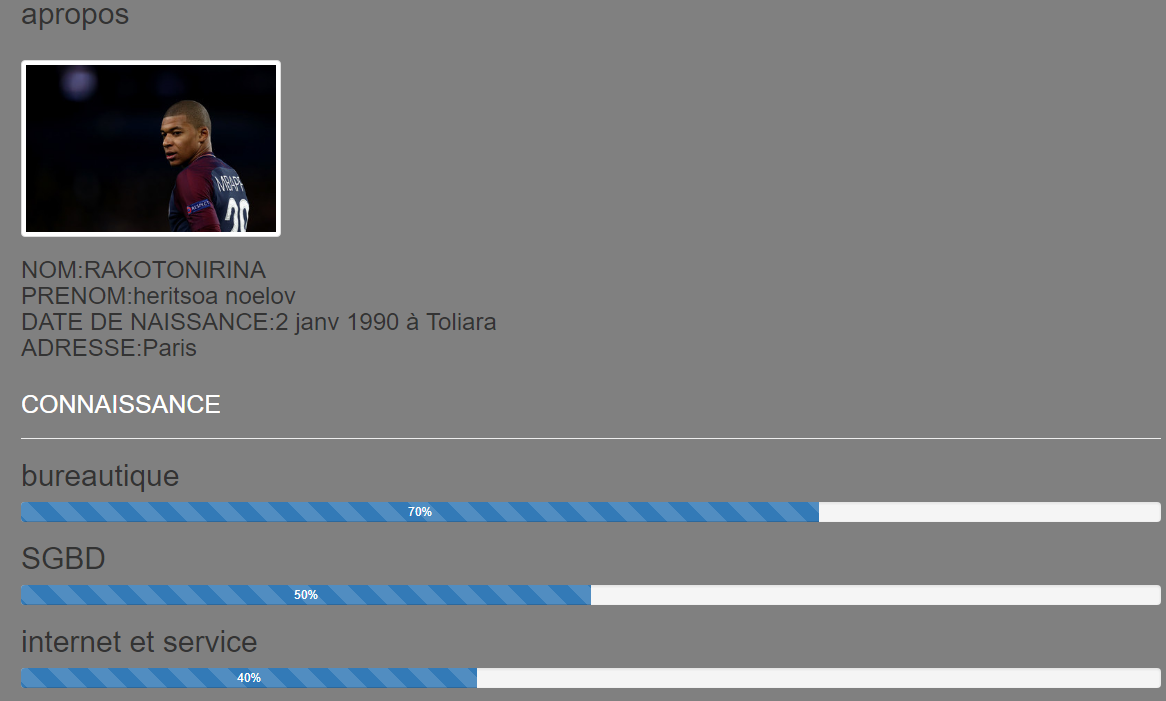 apropos
MBAPP
NOM:RAKOTONIRINA
PRENOM:heritsoa noelov
DATE DE NAISSANCE:2 janv 1990 à Toliara
ADRESSE:Paris
CONNAISSANCE
bureautique
70%
SGBD
50%
internet et service
40%